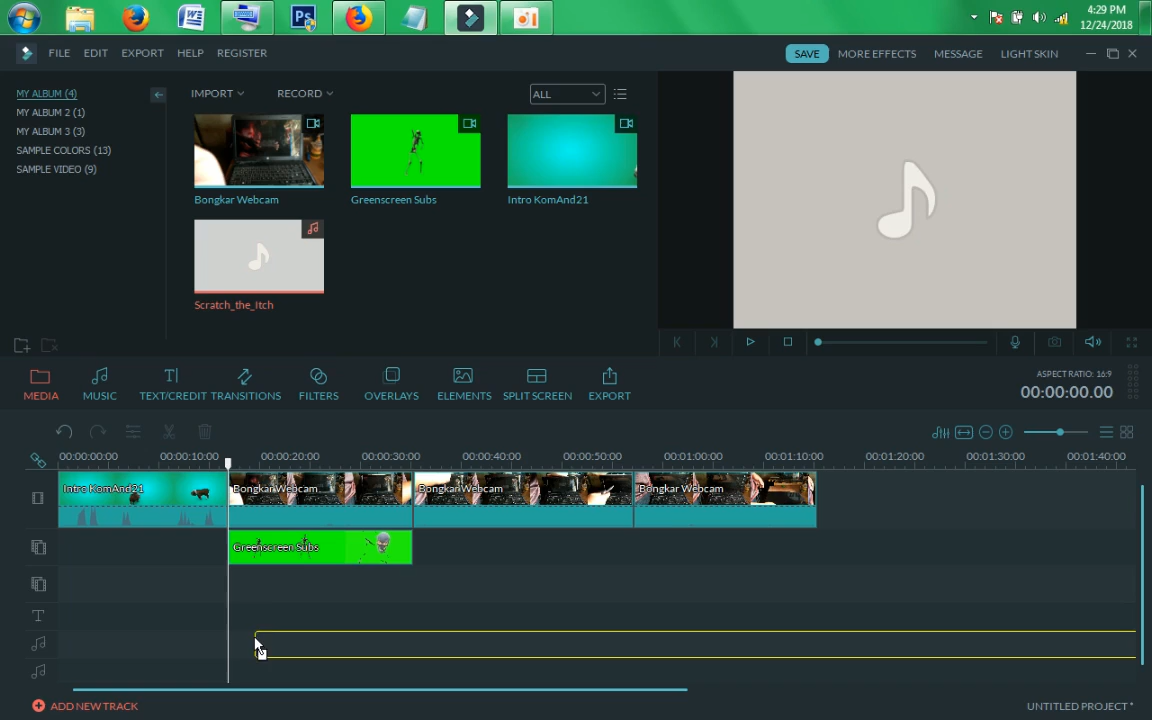 Ps
4:29 PM
12/24/2018
FILE EDIT EXPORT HELP REGISTER
SAVE MORE EFFECTS MESSAGE LIGHT SKIN
MY ALBUM (4)
MY ALBUM 2 (1)
MY ALBUM 3 (3)
SAMPLE COLORS (13)
SAMPLE VIDEO (9)
IMPORT RECORD ALL
Bongkar Webcam Greenscreen Subs Intro KomAnd21
Scratch_the_Itch
MEDIA MUSIC TEXT/CREDIT TRANSITIONS FILTERS OVERLAYS ELEMENTS SPLIT SCREEN EXPORT
ASPECT RATIO: 16:9
00:00:00.00
00:00:00:00 00:00:10:00 00:00:20:00 00:00:30:00 00:00:40:00 00:00:50:00 00:01:00:00 00:01:10:00 00:01:20:00 00:01:30:00 00:01:40:00
Intro KomAnd21 Bongkar Webcam Bongkar Webcam Bongkar Webcam
Greenscreen Subs
ADD NEW TRACK
UNTITLED PROJECT *